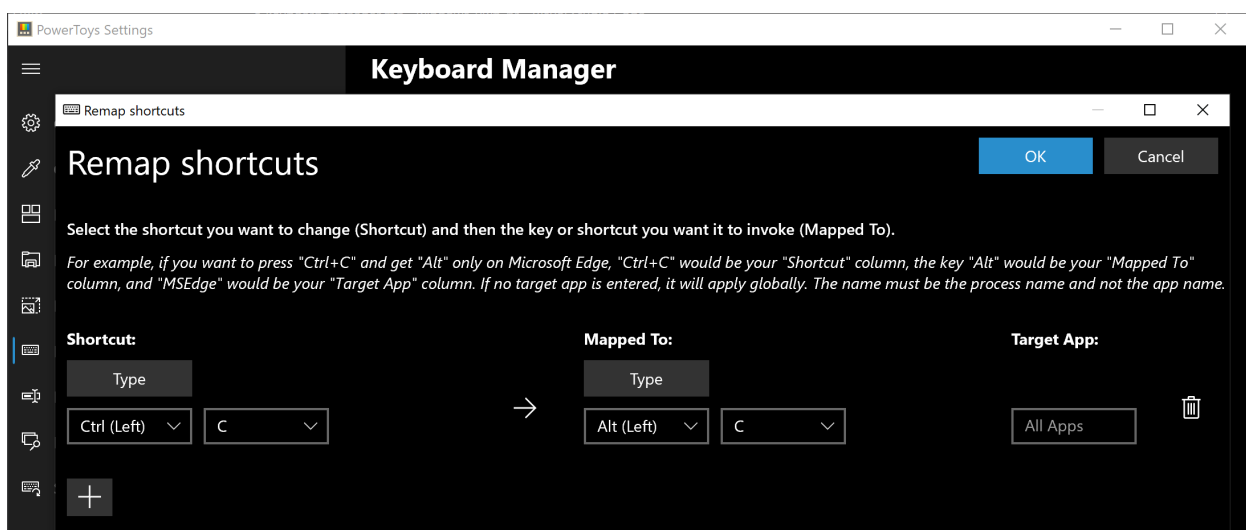 PowerToys Settings
Keyboard Manager
Remap shortcuts
Remap shortcuts
OK
Cancel
Select the shortcut you want to change (Shortcut) and then the key or shortcut you want it to invoke (Mapped To).
For example, if you want to press "Ctrl+C" and get "Alt" only on Microsoft Edge, "Ctrl+C" would be your "Shortcut" column, the key "Alt" would be your "Mapped To"
column, and "MSEdge" would be your "Target App" column. If no target app is entered, it will apply globally. The name must be the process name and not the app name.
Shortcut:
Mapped To:
Target App:
Type
Type
Ctrl (Left)
C
Alt (Left)
C
All Apps